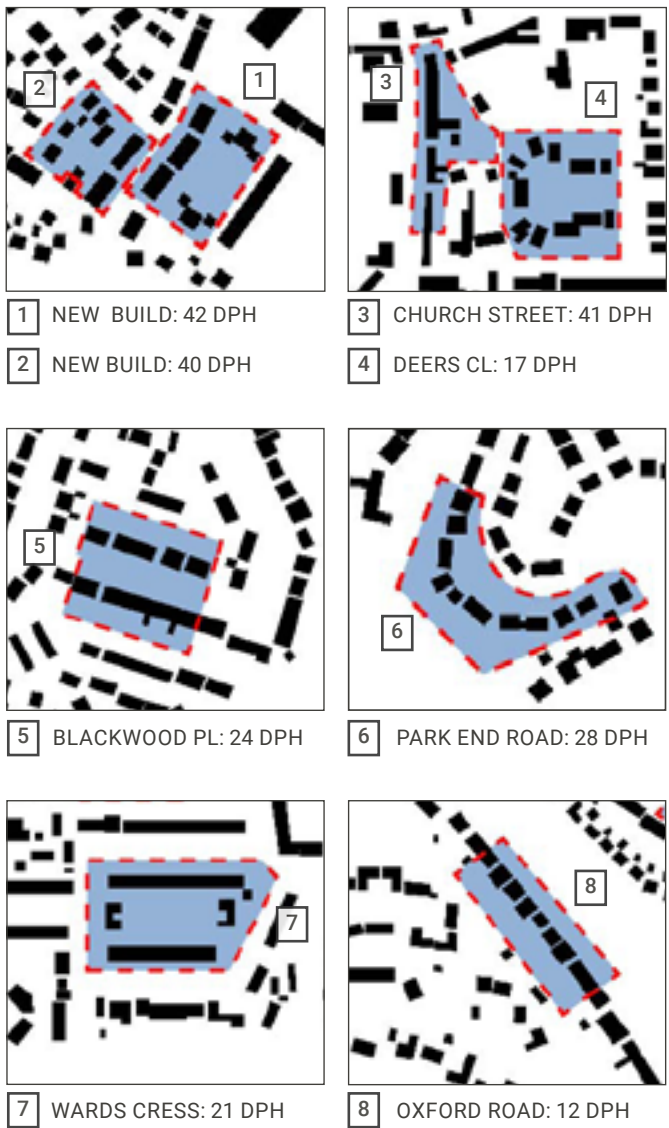 2
1
3
4
1 NEW BUILD: 42 DPH
2 NEW BUILD: 40 DPH
3 CHURCH STREET: 41 DPH
4 DEERS CL: 17 DPH
5
6
5 BLACKWOOD PL: 24 DPH
6 PARK END ROAD: 28 DPH
7
8
7 WARDS CRESS: 21 DPH
8 OXFORD ROAD: 12 DPH